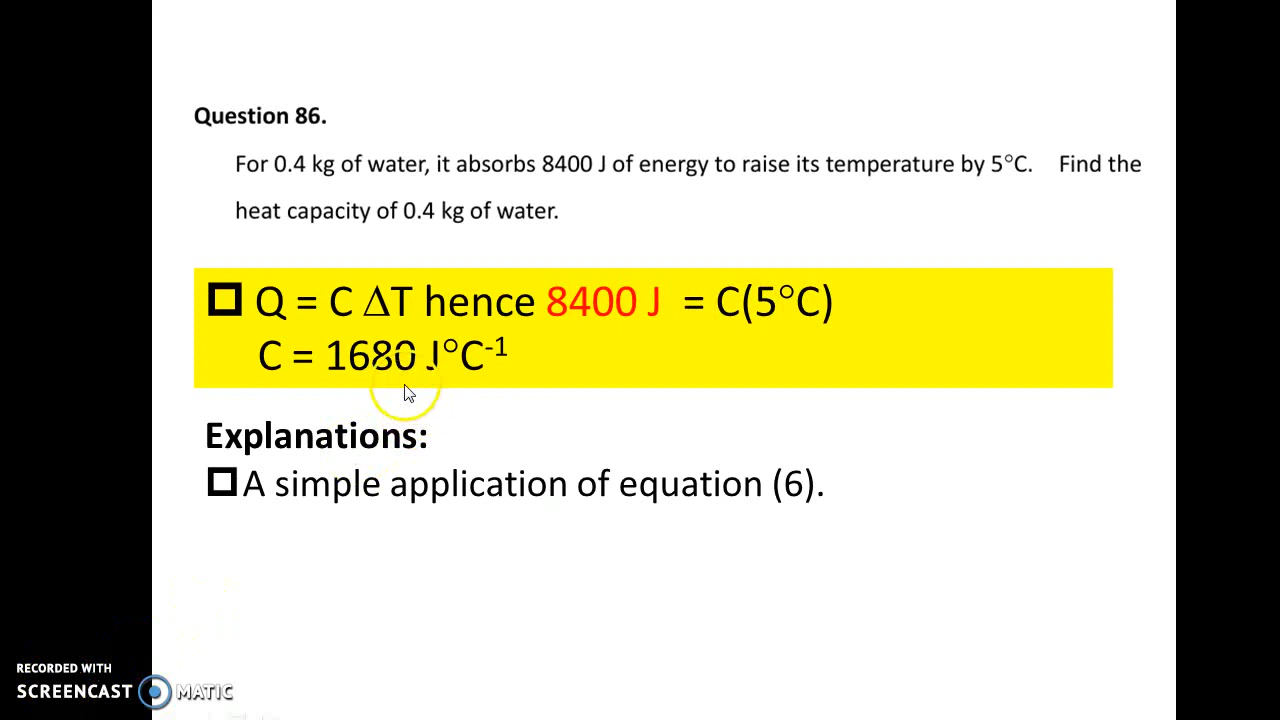 Question 86.
For 0.4 kg of water, it absorbs 8400 J of energy to raise its temperature by 5°C. Find the
heat capacity of 0.4 kg of water.
Q = C ΔT hence 8400 J = C(5°C)
C = 1680 J°C⁻¹
Explanations:
A simple application of equation (6).
RECORDED WITH
SCREENCAST MATIC